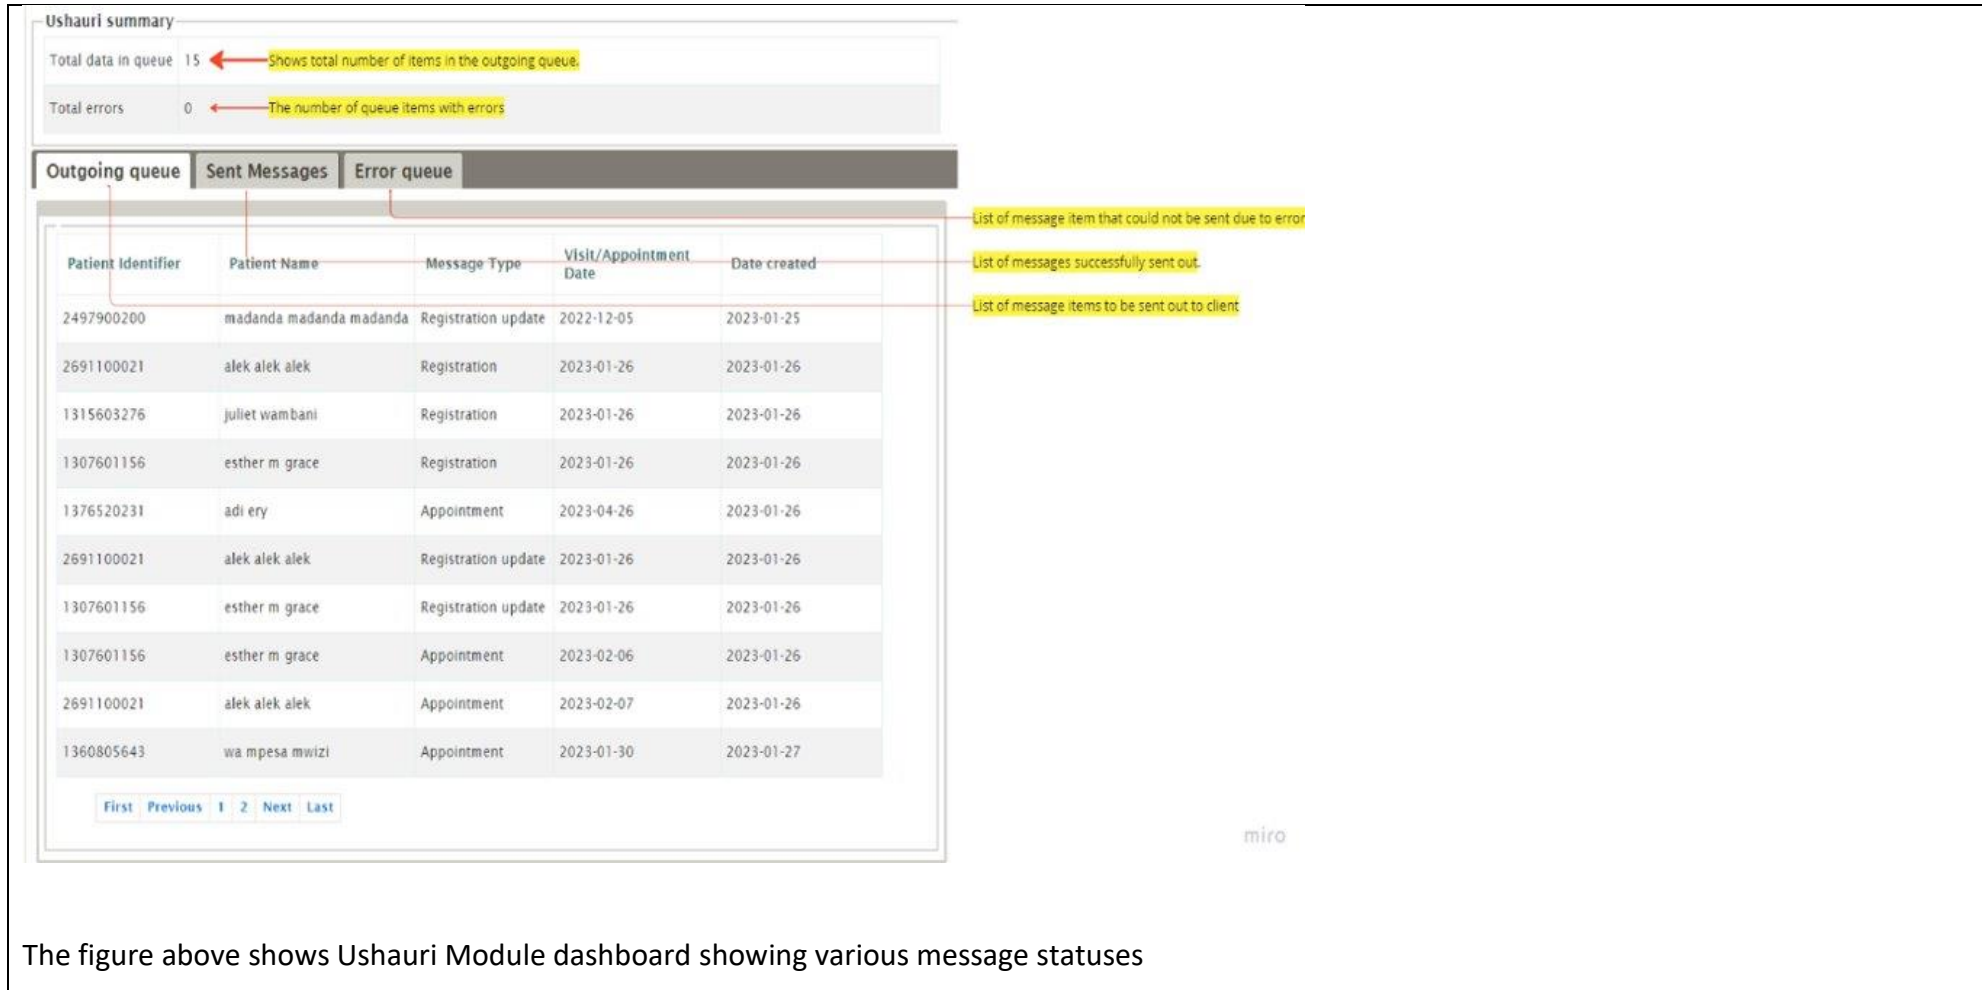 Ushauri summary
Total data in queue 15 Shows total number of items in the outgoing queue.
Total errors 0 The number of queue items with errors
Outgoing queue Sent Messages Error queue
List of message item that could not be sent due to error
Patient Identifier Patient Name Message Type Visit/Appointment Date Date created
List of messages successfully sent out.
List of message items to be sent out to client
2497900200 madanda madanda madanda Registration update 2022-12-05 2023-01-25
2691100021 alek alek alek Registration 2023-01-26 2023-01-26
1315603276 juliet wambani Registration 2023-01-26 2023-01-26
1307601156 esther m grace Registration 2023-01-26 2023-01-26
1376520231 adi ery Appointment 2023-04-26 2023-01-26
2691100021 alek alek alek Registration update 2023-01-26 2023-01-26
1307601156 esther m grace Registration update 2023-01-26 2023-01-26
1307601156 esther m grace Appointment 2023-02-06 2023-01-26
2691100021 alek alek alek Appointment 2023-02-07 2023-01-26
1360805643 wa mpesa mwizi Appointment 2023-01-30 2023-01-27
First Previous 1 2 Next Last
miro
The figure above shows Ushauri Module dashboard showing various message statuses